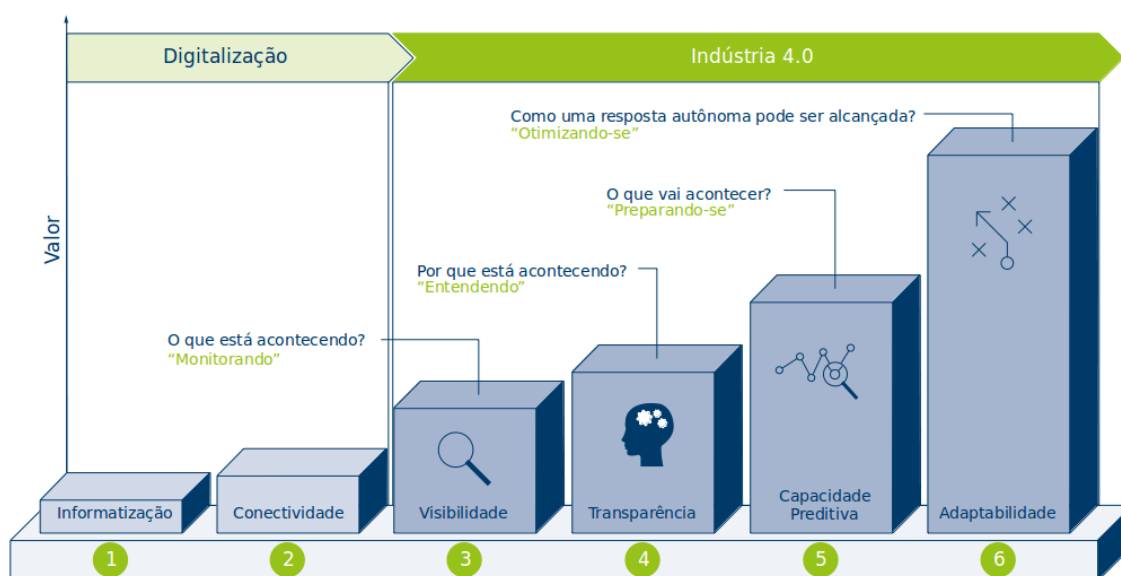 Digitalização
Indústria 4.0
Valor
Como uma resposta autônoma pode ser alcançada?
“Otimizando-se”
O que vai acontecer?
“Preparando-se”
Por que está acontecendo?
“Entendendo”
O que está acontecendo?
“Monitorando”
Informatização
Conectividade
Visibilidade
Transparência
Capacidade
Preditiva
Adaptabilidade
1
2
3
4
5
6